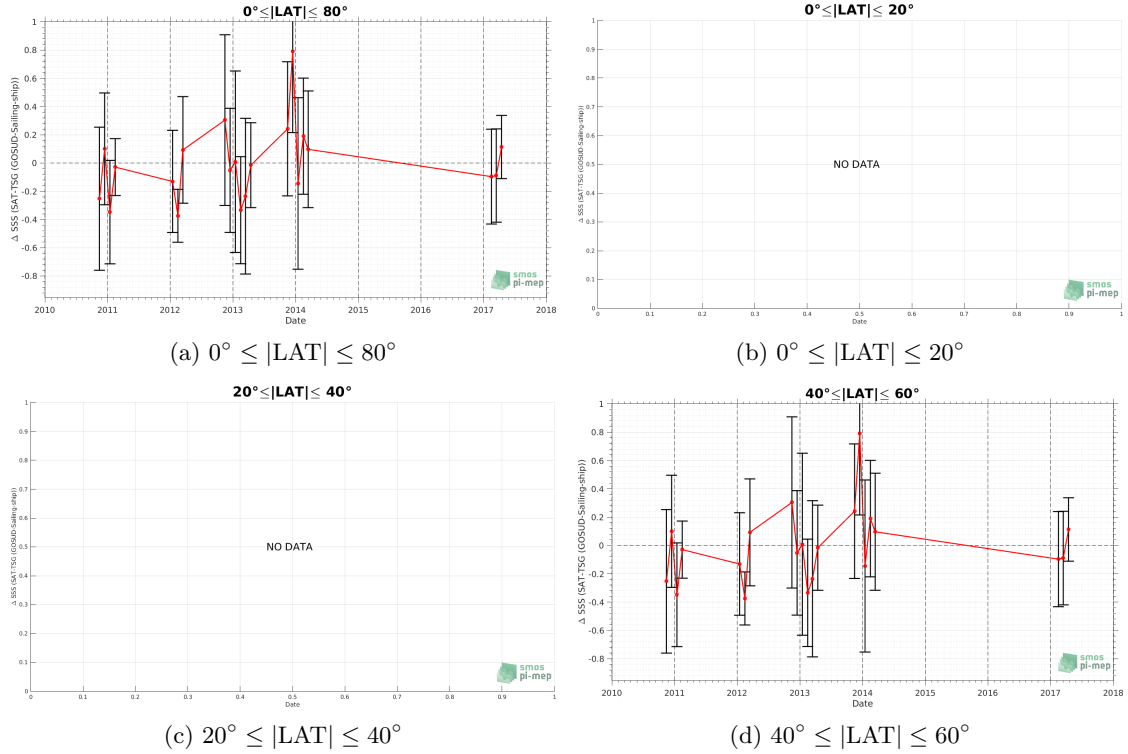 0°≤|LAT|≤ 80°
Δ SSS (SAT-TSG (GOSUD-Sailing-ship))
1
0.8
0.6
0.4
0.2
0
-0.2
-0.4
-0.6
-0.8
2010 2011 2012 2013 2014 2015 2016 2017 2018
Date
smos
pi-mep
(a) 0° ≤ |LAT| ≤ 80°
0°≤|LAT|≤ 20°
Δ SSS (SAT-TSG (GOSUD-Sailing-ship))
1
0.9
0.8
0.7
0.6
0.5
0.4
0.3
0.2
0.1
0
NO DATA
0 0.1 0.2 0.3 0.4 0.5 0.6 0.7 0.8 0.9 1
Date
smos
pi-mep
(b) 0° ≤ |LAT| ≤ 20°
20°≤|LAT|≤ 40°
Δ SSS (SAT-TSG (GOSUD-Sailing-ship))
1
0.9
0.8
0.7
0.6
0.5
0.4
0.3
0.2
0.1
0
NO DATA
0 0.1 0.2 0.3 0.4 0.5 0.6 0.7 0.8 0.9 1
Date
smos
pi-mep
(c) 20° ≤ |LAT| ≤ 40°
40°≤|LAT|≤ 60°
Δ SSS (SAT-TSG (GOSUD-Sailing-ship))
1
0.8
0.6
0.4
0.2
0
-0.2
-0.4
-0.6
-0.8
2010 2011 2012 2013 2014 2015 2016 2017 2018
Date
smos
pi-mep
(d) 40° ≤ |LAT| ≤ 60°